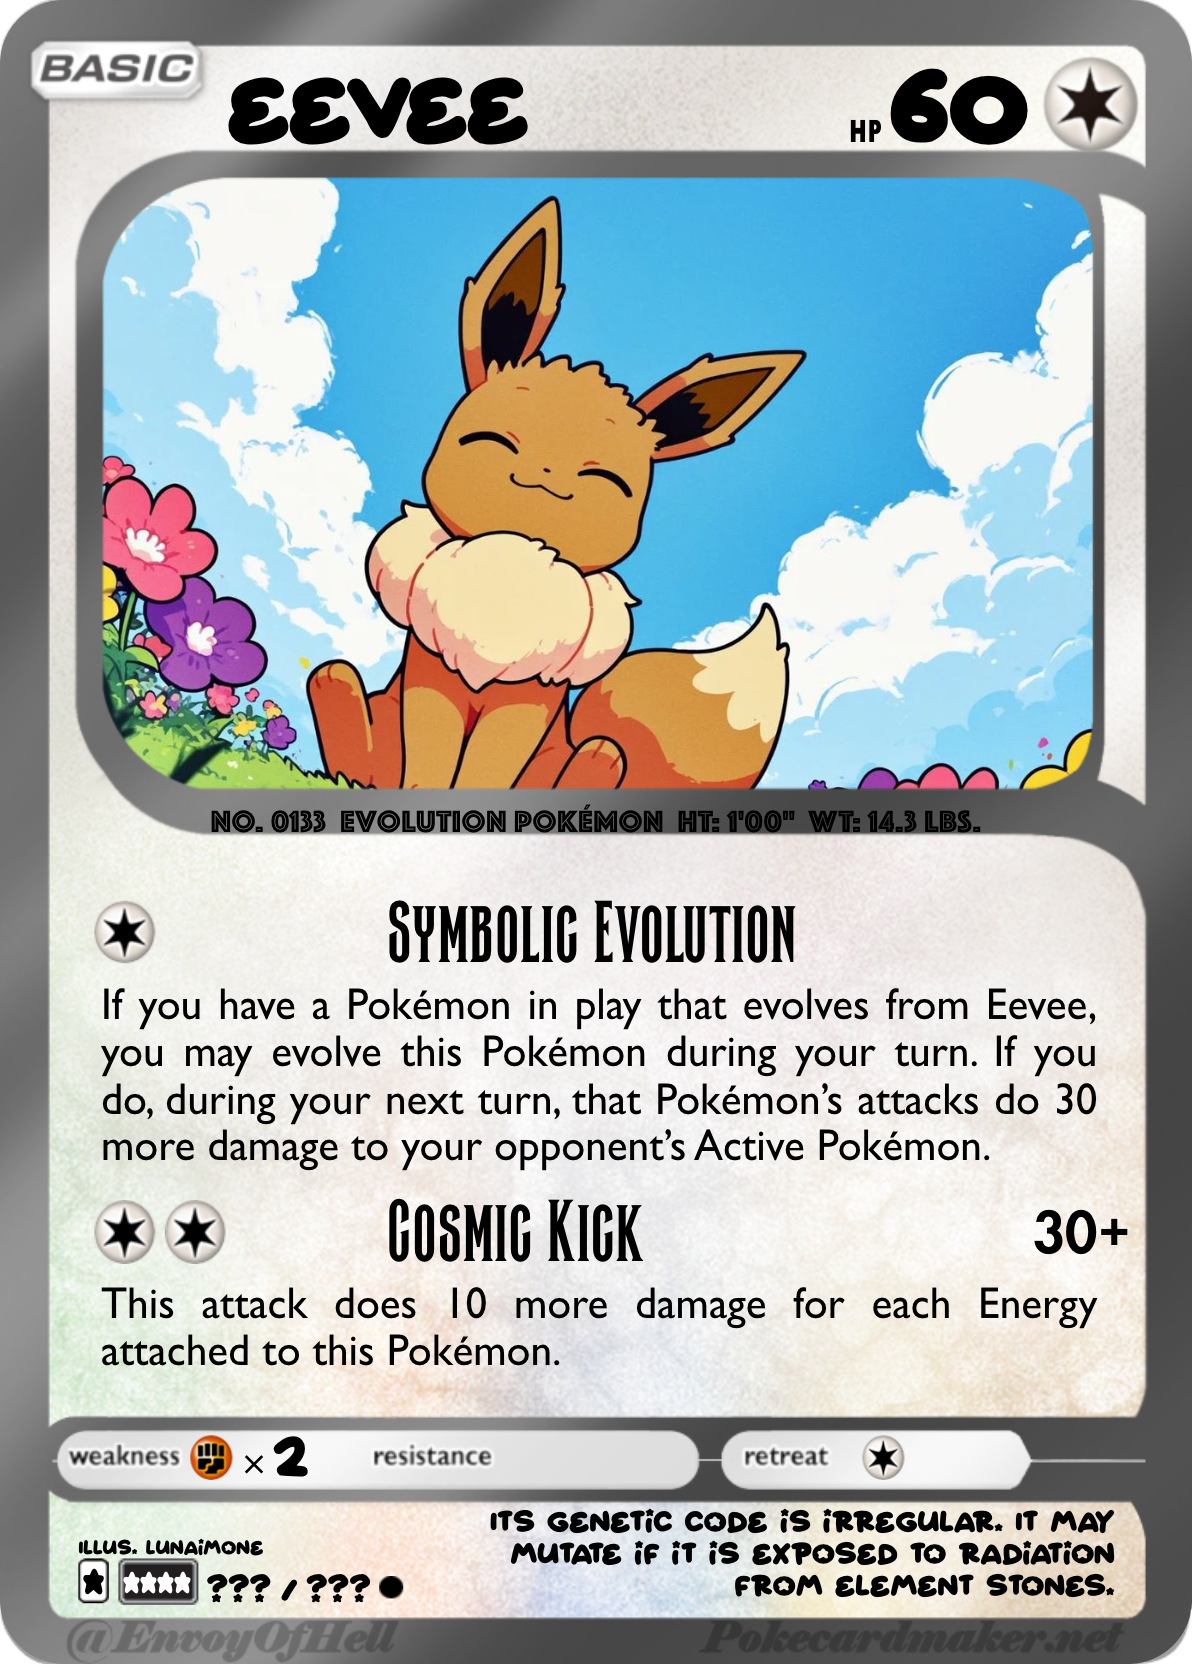 BASIC
EEVEE
HP 60
NO. 0133 EVOLUTION POKÉMON HT: 1'00" WT: 14.3 LBS.
Symbolic Evolution
If you have a Pokémon in play that evolves from Eevee,
you may evolve this Pokémon during your turn. If you
do, during your next turn, that Pokémon’s attacks do 30
more damage to your opponent’s Active Pokémon.
Cosmic Kick 30+
This attack does 10 more damage for each Energy
attached to this Pokémon.
weakness ×2 resistance retreat
ITS GENETIC CODE IS IRREGULAR. IT MAY
MUTATE IF IT IS EXPOSED TO RADIATION
FROM ELEMENT STONES.
ILLUS. LUNAIMONE
??? / ???
@EnvoyOfHell Pokecardmaker.net